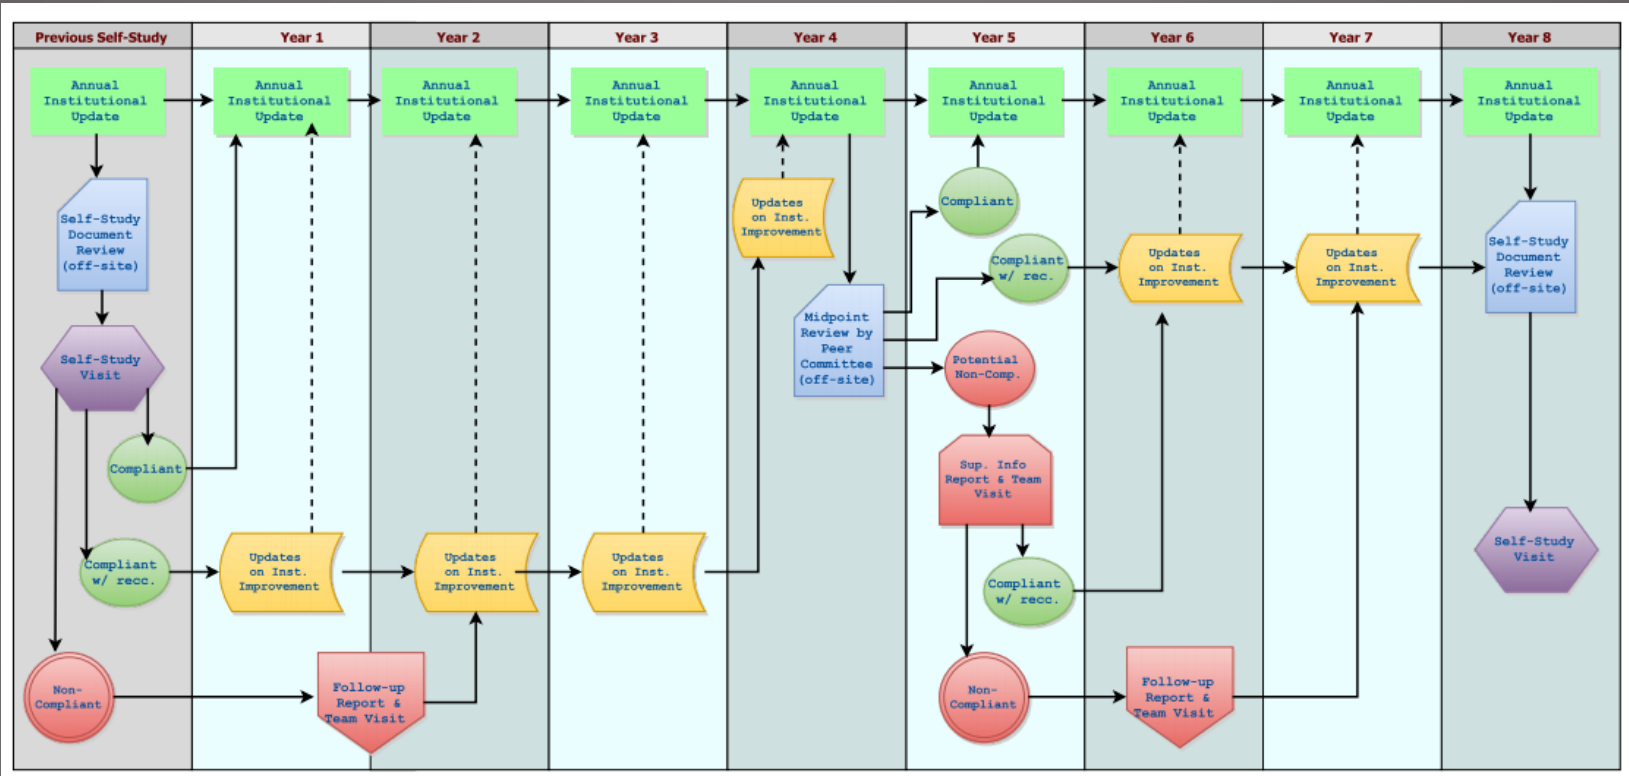 Previous Self-Study
Year 1
Year 2
Year 3
Year 4
Year 5
Year 6
Year 7
Year 8
Annual
Institutional
Update
Annual
Institutional
Update
Annual
Institutional
Update
Annual
Institutional
Update
Annual
Institutional
Update
Annual
Institutional
Update
Annual
Institutional
Update
Annual
Institutional
Update
Annual
Institutional
Update
Self-Study
Document
Review
(off-site)
Self-Study
Visit
Compliant
Compliant
w/ recc.
Non-
Compliant
Updates
on Inst.
Improvement
Follow-up
Report &
Team Visit
Updates
on Inst.
Improvement
Updates
on Inst.
Improvement
Updates
on Inst.
Improvement
Midpoint
Review by
Peer
Committee
(off-site)
Compliant
Compliant
w/ rec.
Potential
Non-Comp.
Sup. Info
Report & Team
Visit
Compliant
w/ recc.
Non-
Compliant
Updates
on Inst.
Improvement
Follow-up
Report &
Team Visit
Updates
on Inst.
Improvement
Self-Study
Document
Review
(off-site)
Self-Study
Visit